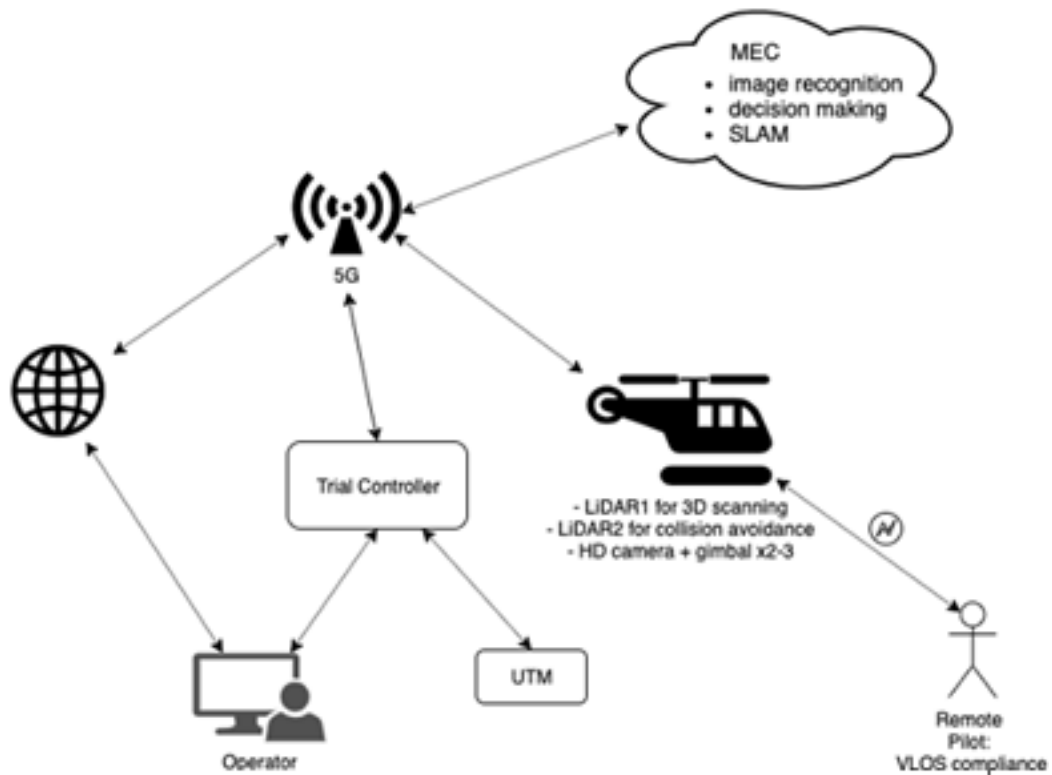 MEC
• image recognition
• decision making
• SLAM
5G
Trial Controller
- LiDAR1 for 3D scanning
- LiDAR2 for collision avoidance
- HD camera + gimbal x2-3
UTM
Operator
Remote
Pilot:
VLOS compliance